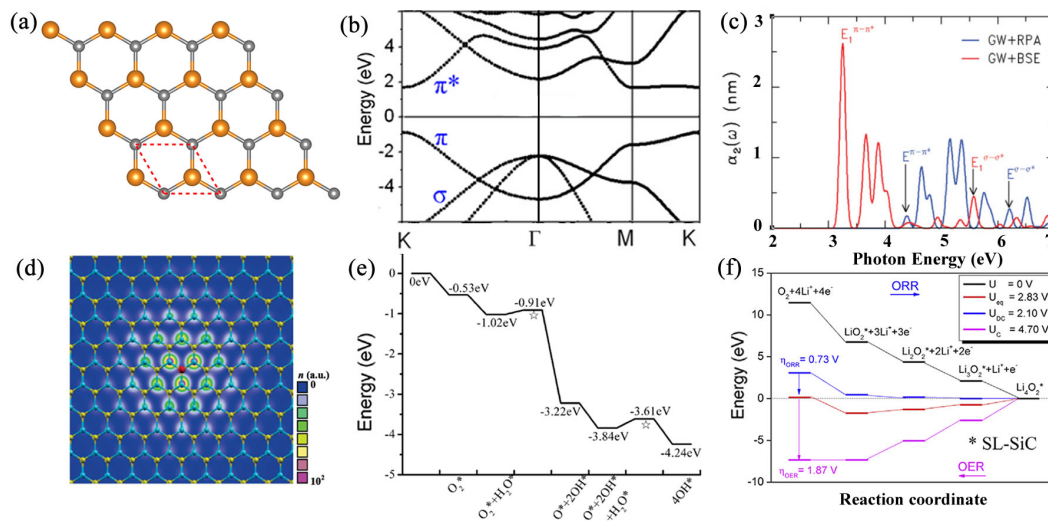 (a)
(b)
Energy (eV)
4
2
0
-2
-4
π*
π
σ
K
Γ
M
K
(c)
α₂(ω) (nm)
3
2
1
0
E₁π-π*
GW+RPA
GW+BSE
Eπ-π*
E₁σ-σ*
Eσ-σ*
2
3
4
5
6
7
Photon Energy (eV)
(d)
n (a.u.)
0
10²
(e)
Energy (eV)
0
-1
-2
-3
-4
-5
0eV
-0.53eV
-1.02eV
-0.91eV
-3.22eV
-3.84eV
-3.61eV
-4.24eV
O₂*
O₂*+H₂O*
O*+2OH*
O*+2OH*
+H₂O*
4OH*
(f)
Energy (eV)
15
10
5
0
-5
-10
ORR
U = 0 V
Ueq = 2.83 V
UDC = 2.10 V
UC = 4.70 V
O₂+4Li⁺+4e⁻
LiO₂*+3Li⁺+3e⁻
Li₂O₂*+2Li⁺+2e⁻
Li₃O₂*+Li⁺+e⁻
Li₄O₂*
ηORR= 0.73 V
ηOER= 1.87 V
* SL-SiC
OER
Reaction coordinate